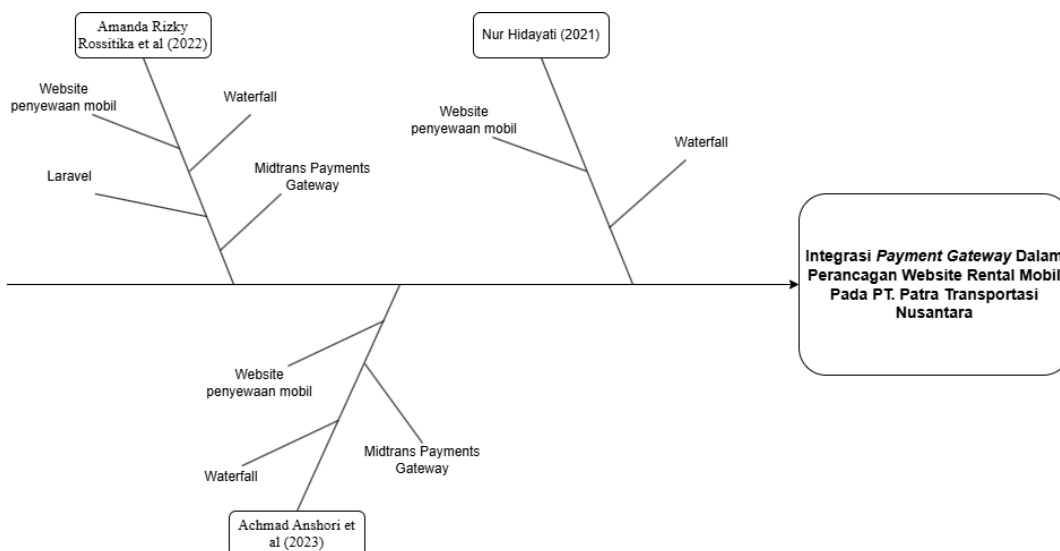 Amanda Rizky
Rossitika et al (2022)
Nur Hidayati (2021)
Website
penyewaan mobil
Waterfall
Laravel
Midtrans Payments
Gateway
Website
penyewaan mobil
Waterfall
Integrasi Payment Gateway Dalam
Perancagan Website Rental Mobil
Pada PT. Patra Transportasi
Nusantara
Website
penyewaan mobil
Midtrans Payments
Gateway
Waterfall
Achmad Anshori et
al (2023)